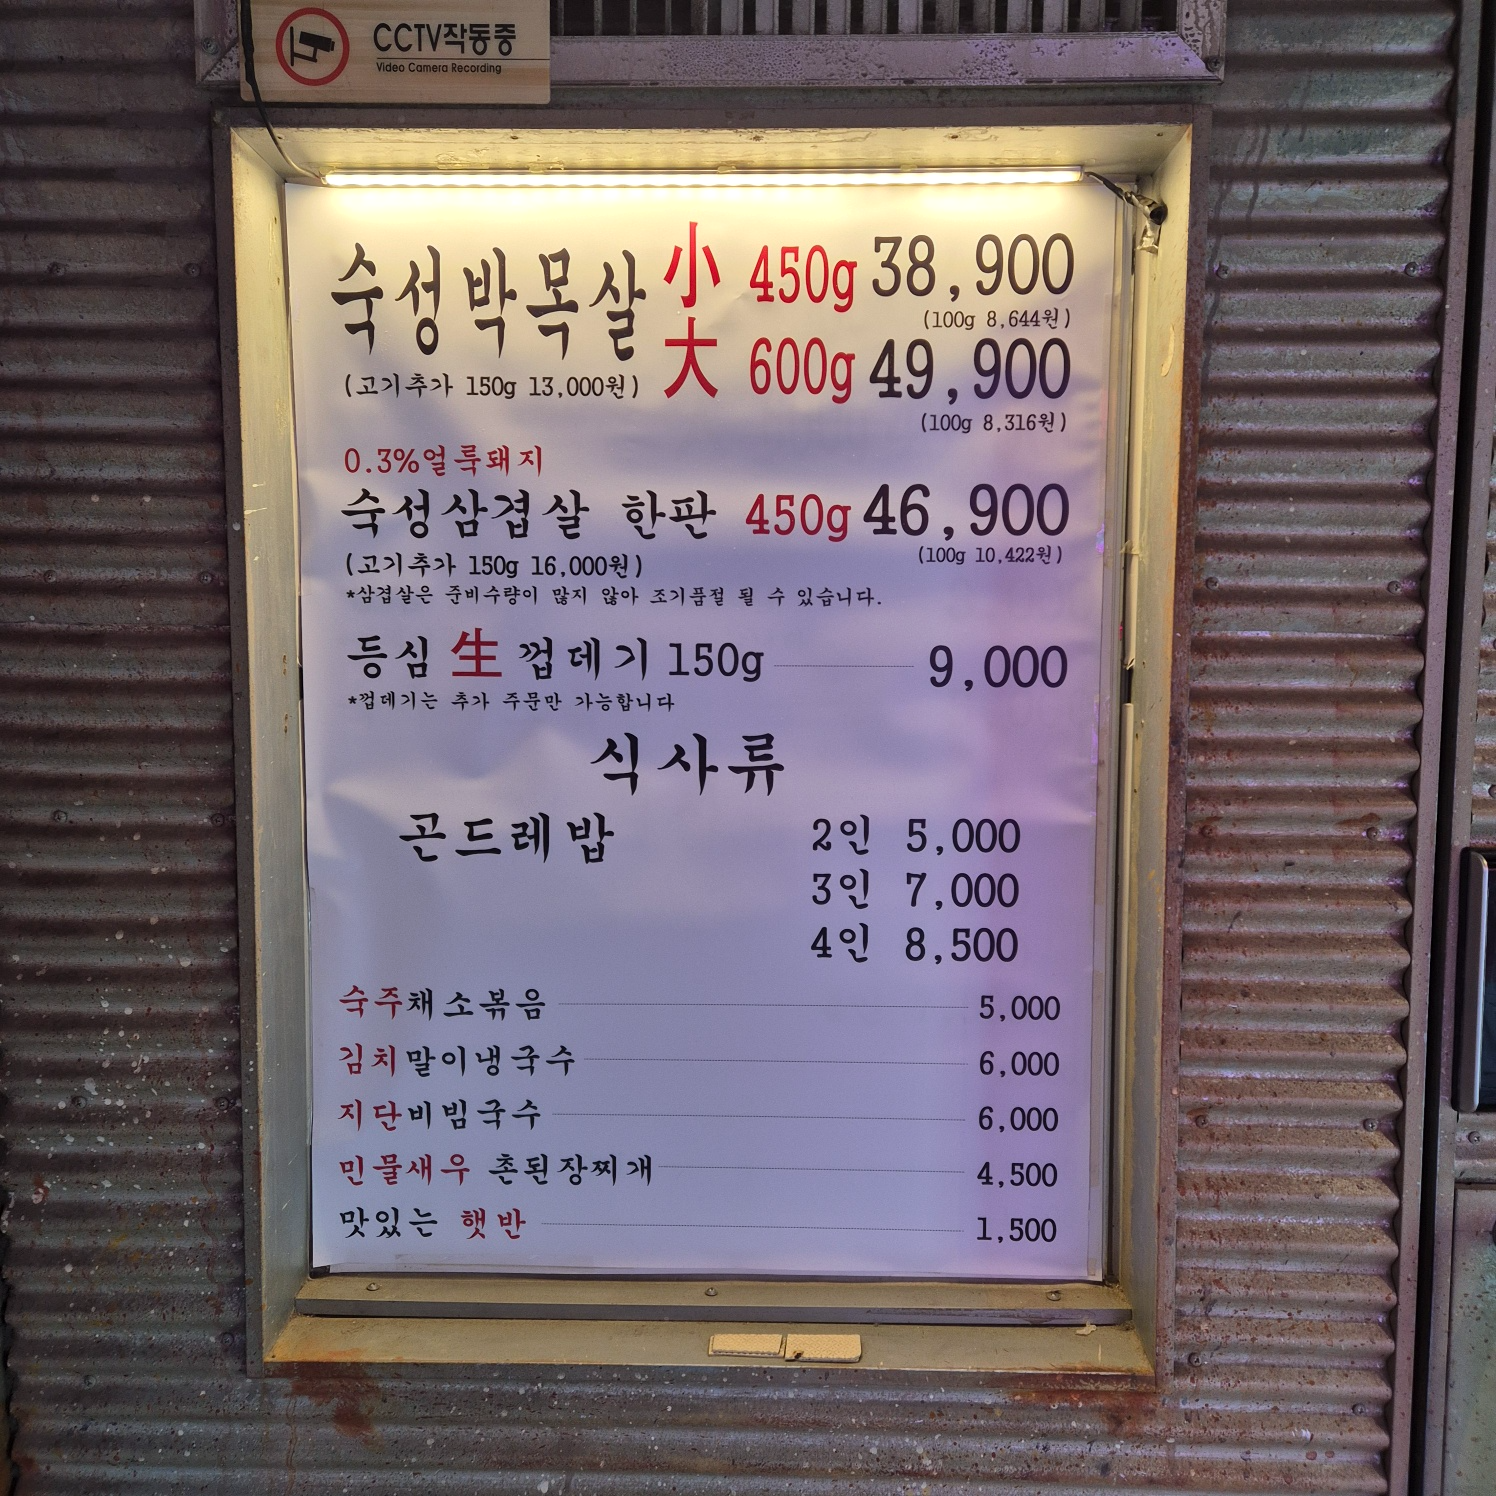 CCTV작동중
Video Camera Recording
숙성박목살 小 450g 38,900
(100g 8,644원)
大 600g 49,900
(고기추가 150g 13,000원)
(100g 8,316원)
0.3%얼룩돼지
숙성삼겹살 한판 450g 46,900
(고기추가 150g 16,000원)
(100g 10,422원)
*삼겹살은 준비수량이 많지 않아 조기품절 될 수 있습니다.
등심 生 껍데기 150g 9,000
*껍데기는 추가 주문만 가능합니다
식사류
곤드레밥 2인 5,000
3인 7,000
4인 8,500
숙주채소볶음 5,000
김치말이냉국수 6,000
지단비빔국수 6,000
민물새우 촌된장찌개 4,500
맛있는 햇반 1,500